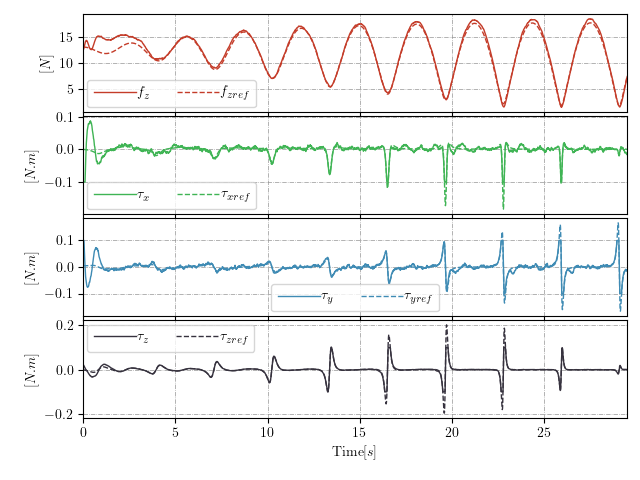 15
10
5
[N]
f_z f_zref
0.1
0.0
−0.1
[N.m]
τ_x τ_xref
0.1
0.0
−0.1
[N.m]
τ_y τ_yref
0.2
0.0
−0.2
[N.m]
τ_z τ_zref
0 5 10 15 20 25
Time[s]